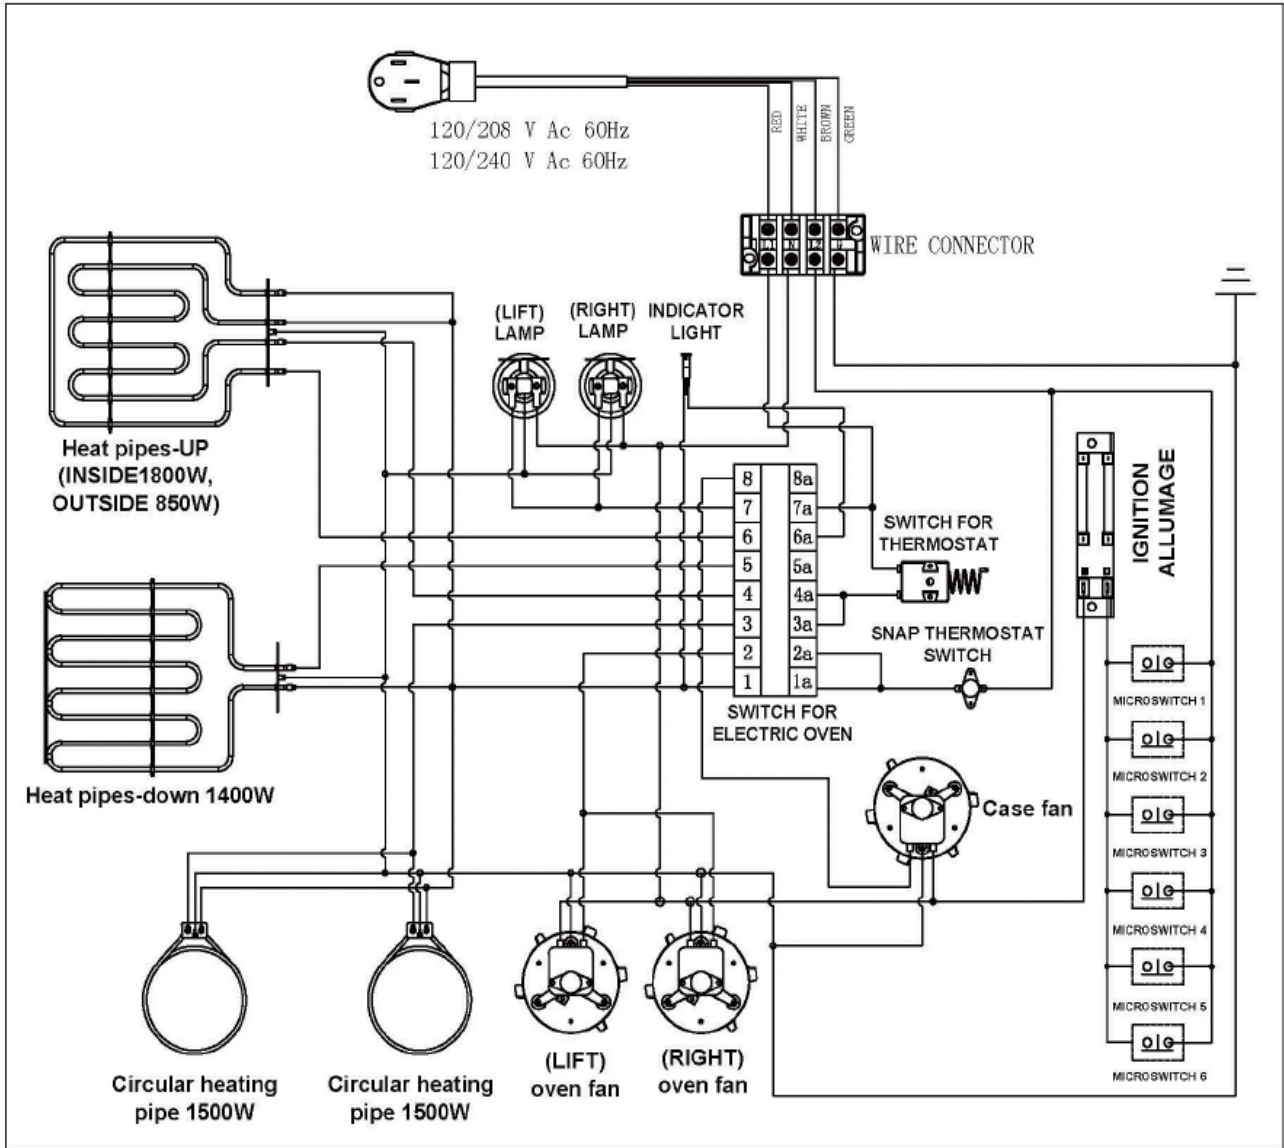 120/208 V Ac 60Hz
120/240 V Ac 60Hz
RED
WHITE
BROWN
GREEN
L1 N L2
WIRE CONNECTOR
(LIFT)
LAMP
(RIGHT)
LAMP
INDICATOR
LIGHT
Heat pipes-UP
(INSIDE1800W,
OUTSIDE 850W)
8 8a
7 7a
6 6a
5 5a
4 4a
3 3a
2 2a
1 1a
SWITCH FOR
ELECTRIC OVEN
SWITCH FOR
THERMOSTAT
SNAP THERMOSTAT
SWITCH
IGNITION
ALLUMAGE
MICROSWITCH 1
MICROSWITCH 2
MICROSWITCH 3
MICROSWITCH 4
MICROSWITCH 5
MICROSWITCH 6
Heat pipes-down 1400W
Case fan
Circular heating
pipe 1500W
Circular heating
pipe 1500W
(LIFT)
oven fan
(RIGHT)
oven fan